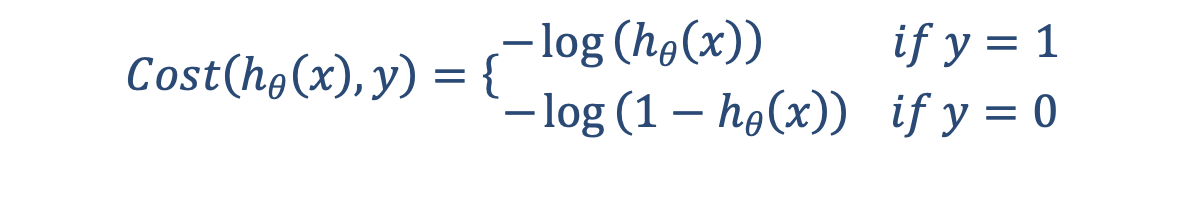 − log (hθ(x)) if y = 1
Cost(hθ(x), y) = {
− log (1 − hθ(x)) if y = 0